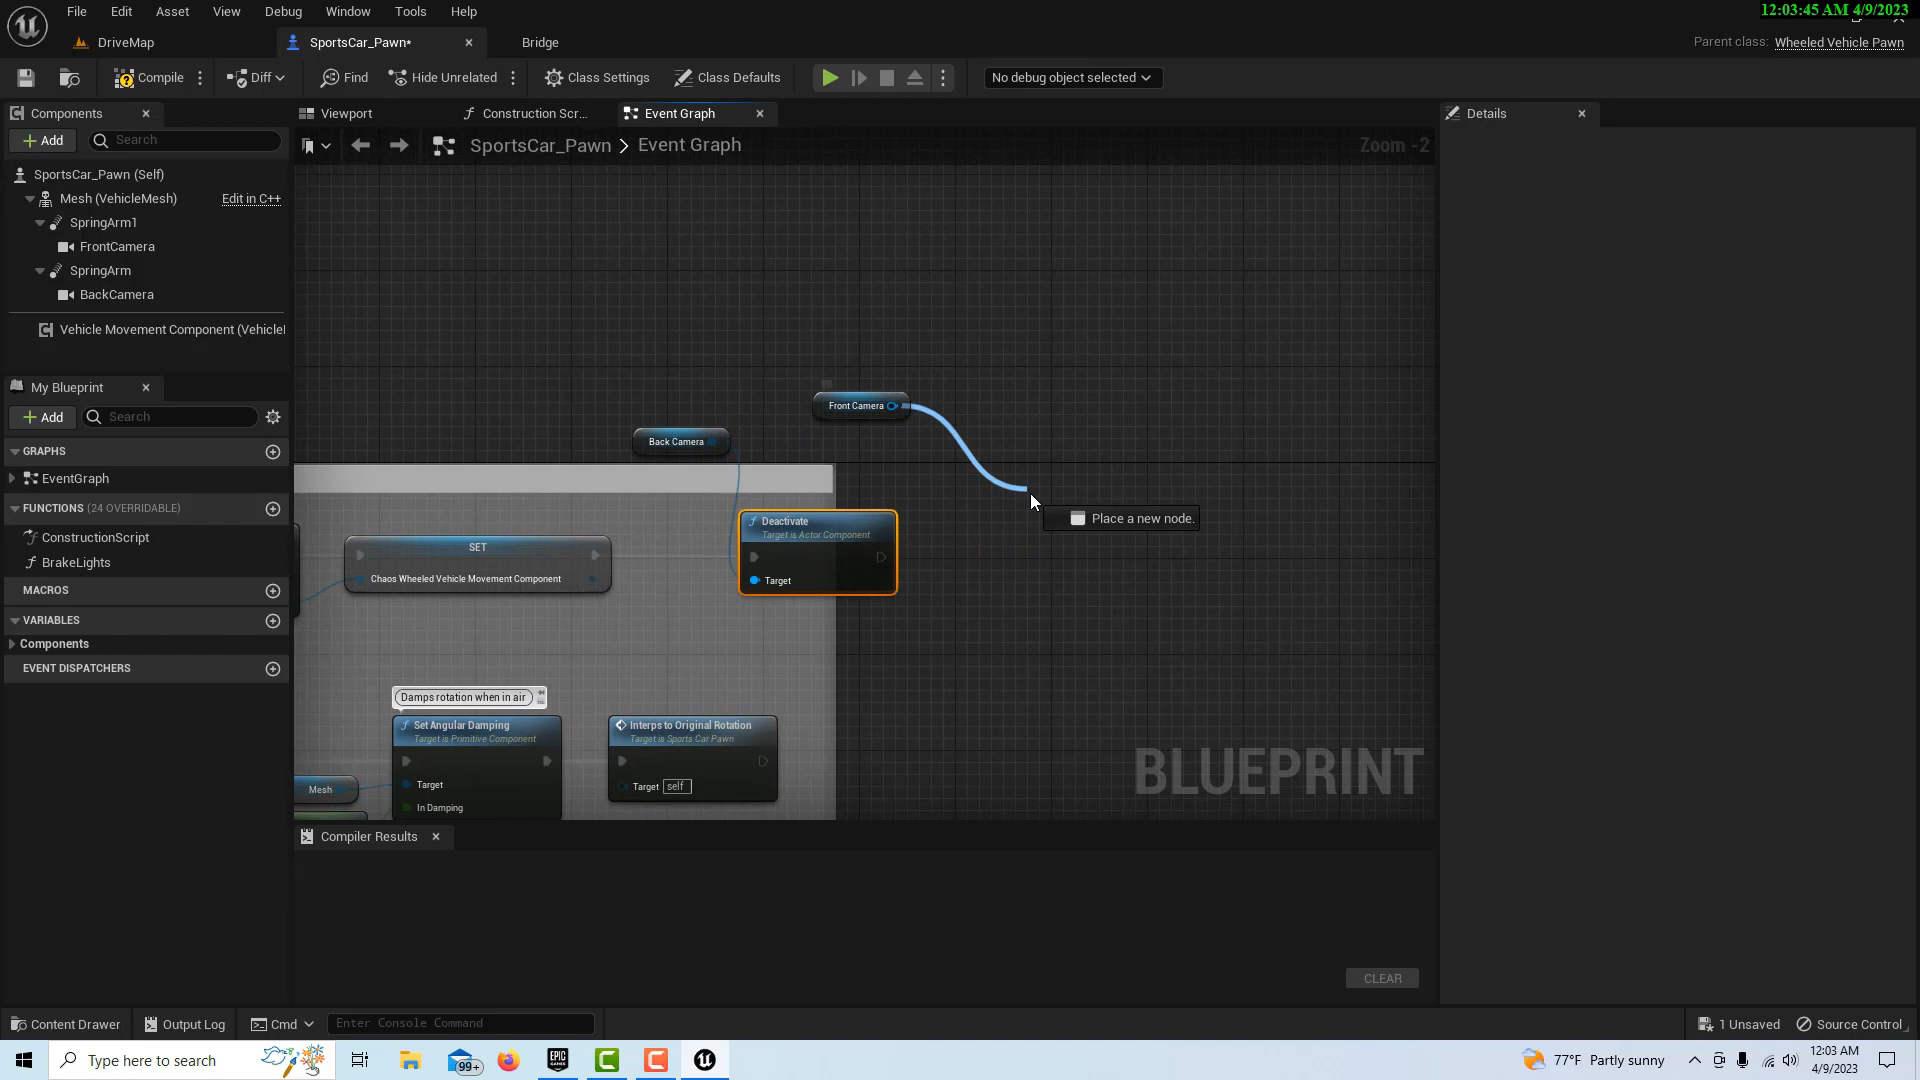 12:03:45 AM 4/9/2023
File Edit Asset View Debug Window Tools Help
DriveMap SportsCar_Pawn* Bridge
Parent class: Wheeled Vehicle Pawn
Compile Diff Find Hide Unrelated Class Settings Class Defaults No debug object selected
Components Viewport Construction Scr... Event Graph Details
Add Search
SportsCar_Pawn > Event Graph Zoom -2
SportsCar_Pawn (Self)
Mesh (VehicleMesh) Edit in C++
SpringArm1
FrontCamera
SpringArm
BackCamera
Vehicle Movement Component (Vehicle
My Blueprint
Add Search
GRAPHS
EventGraph
FUNCTIONS (24 OVERRIDABLE)
ConstructionScript
BrakeLights
MACROS
VARIABLES
Components
EVENT DISPATCHERS
Front Camera
Back Camera
Place a new node.
Deactivate
Target is Actor Component
Target
SET
Chaos Wheeled Vehicle Movement Component
Damps rotation when in air
Set Angular Damping
Target is Primitive Component
Target
In Damping
Interps to Original Rotation
Target is Sports Car Pawn
Target self
Mesh
BLUEPRINT
Compiler Results
CLEAR
Content Drawer Output Log Cmd Enter Console Command 1 Unsaved Source Control
Type here to search 99+ EPIC GAMES 77°F Partly sunny 12:03 AM
4/9/2023